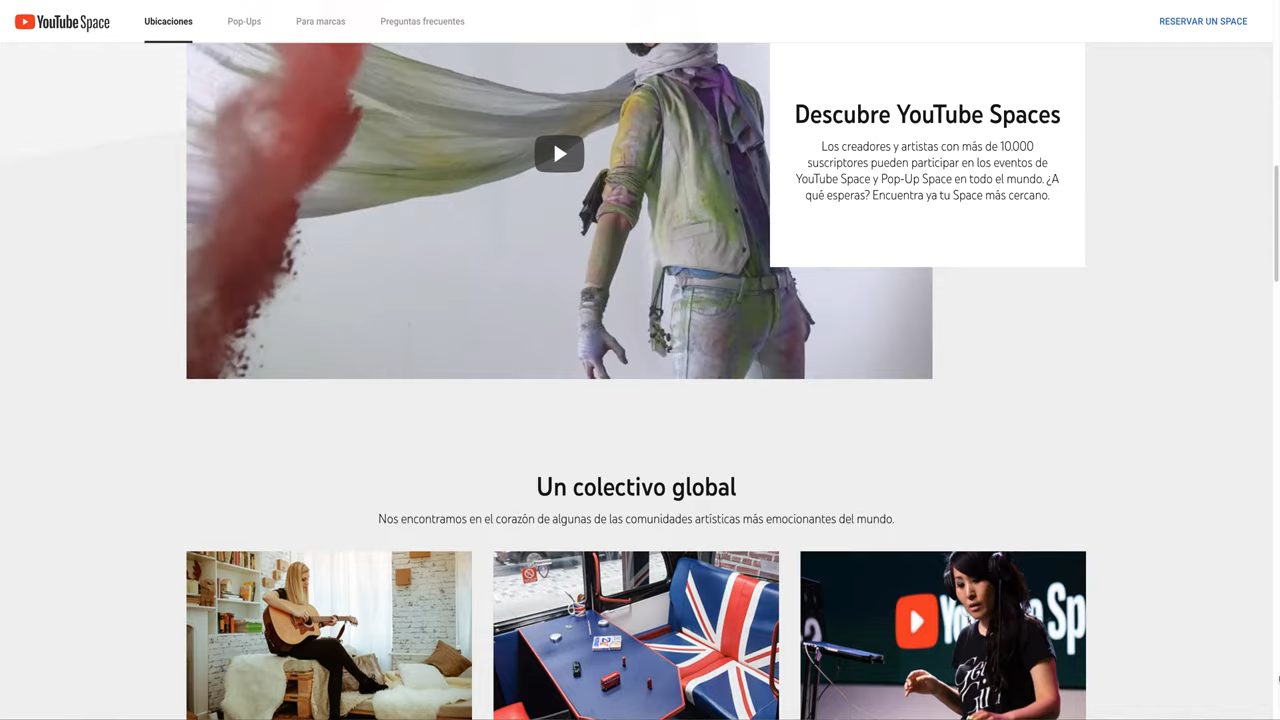 YouTube Space
Ubicaciones
Pop-Ups
Para marcas
Preguntas frecuentes
RESERVAR UN SPACE
Descubre YouTube Spaces
Los creadores y artistas con más de 10.000
suscriptores pueden participar en los eventos de
YouTube Space y Pop-Up Space en todo el mundo. ¿A
qué esperas? Encuentra ya tu Space más cercano.
Un colectivo global
Nos encontramos en el corazón de algunas de las comunidades artísticas más emocionantes del mundo.